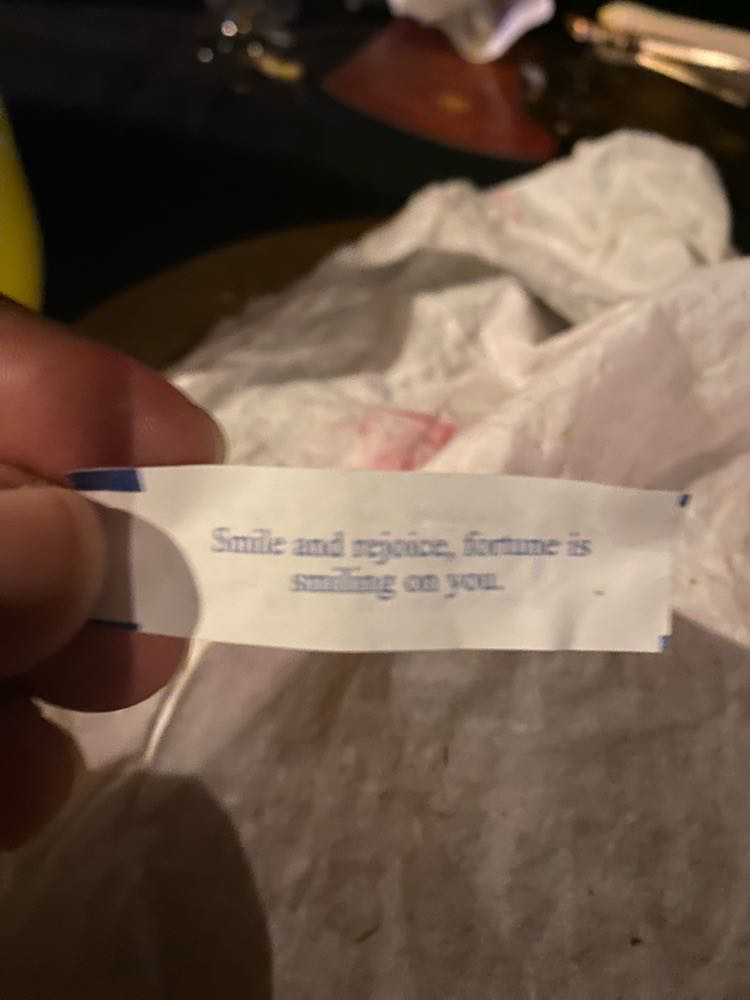 Smile and rejoice, fortune is
smiling on you.